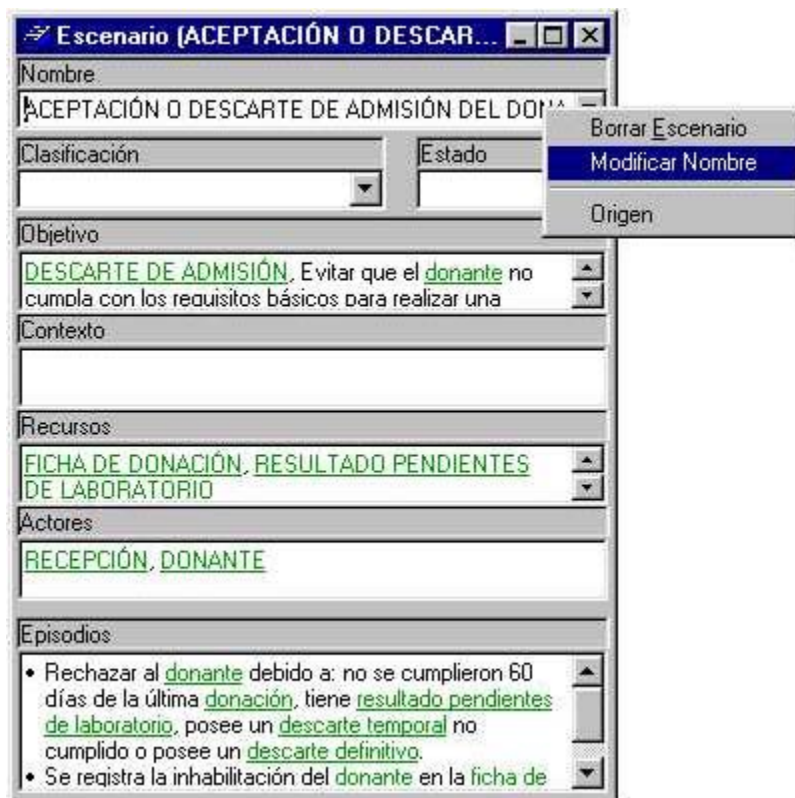 Escenario (ACEPTACIÓN O DESCAR...
Nombre
ACEPTACIÓN O DESCARTE DE ADMISIÓN DEL DONA
Borrar Escenario
Modificar Nombre
Origen
Clasificación
Estado
Objetivo
DESCARTE DE ADMISIÓN, Evitar que el donante no
cumpla con los requisitos básicos para realizar una
Contexto
Recursos
FICHA DE DONACIÓN, RESULTADO PENDIENTES
DE LABORATORIO
Actores
RECEPCIÓN, DONANTE
Episodios
• Rechazar al donante debido a: no se cumplieron 60
días de la última donación, tiene resultado pendientes
de laboratorio, posee un descarte temporal no
cumplido o posee un descarte definitivo.
• Se registra la inhabilitación del donante en la ficha de